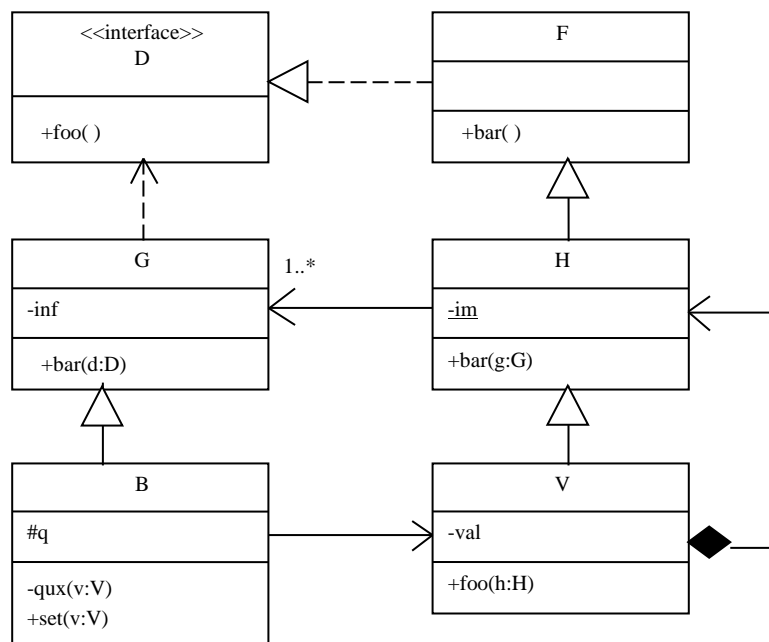 <<interface>>
D
+foo( )
F
+bar( )
G
-inf
+bar(d:D)
1..*
H
-im
+bar(g:G)
B
#q
-qux(v:V)
+set(v:V)
V
-val
+foo(h:H)